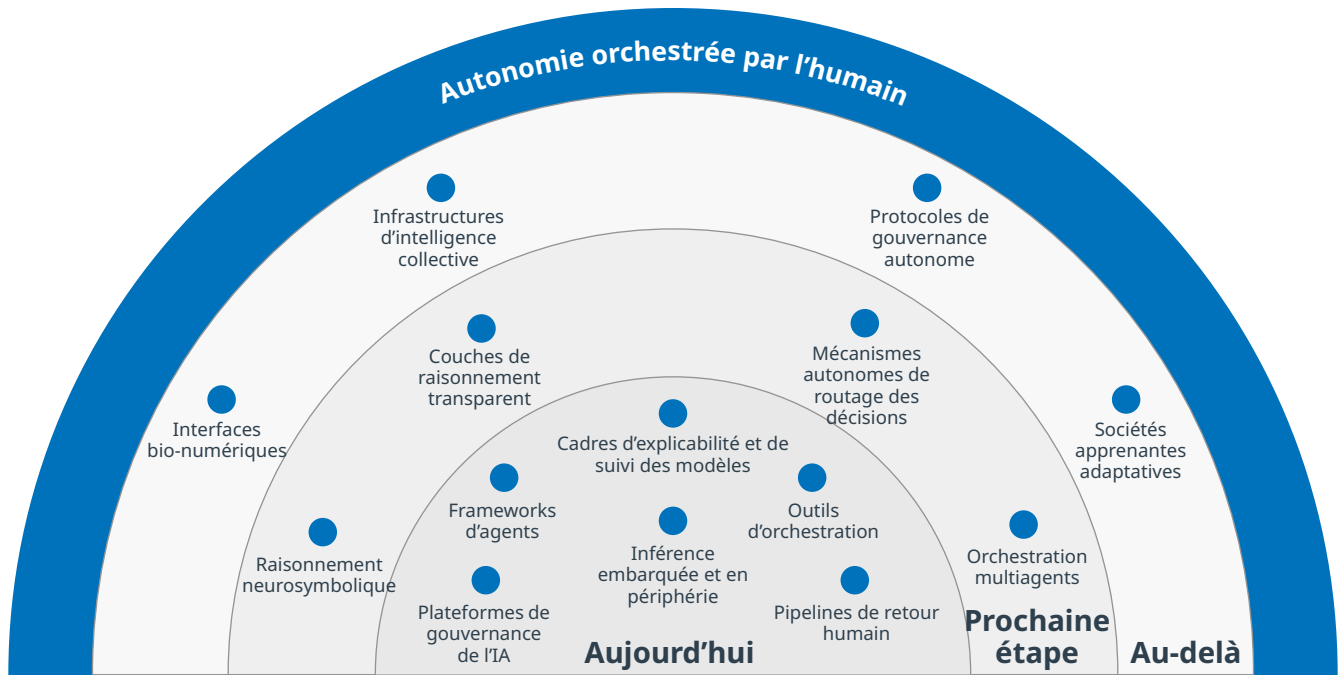 Autonomie orchestrée par l’humain
Infrastructures
d’intelligence
collective
Protocoles de
gouvernance
autonome
Interfaces
bio-numériques
Sociétés
apprenantes
adaptatives
Couches de
raisonnement
transparent
Mécanismes
autonomes de
routage des
décisions
Raisonnement
neurosymbolique
Orchestration
multiagents
Cadres d’explicabilité et de
suivi des modèles
Frameworks
d’agents
Outils
d’orchestration
Inférence
embarquée et en
périphérie
Plateformes de
gouvernance
de l’IA
Pipelines de retour
humain
Aujourd’hui
Prochaine
étape
Au-delà